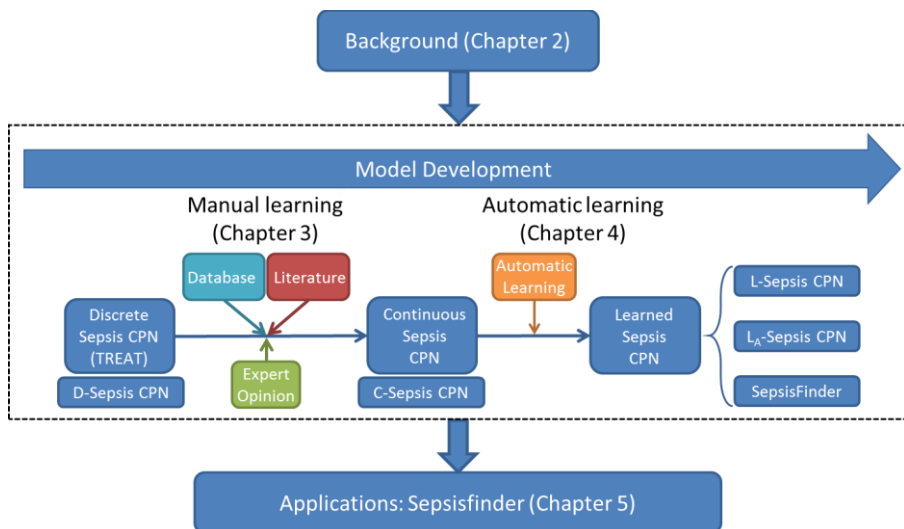 Background (Chapter 2)
Model Development
Manual learning
(Chapter 3)
Automatic learning
(Chapter 4)
Database
Literature
Automatic
Learning
Discrete
Sepsis CPN
(TREAT)
D-Sepsis CPN
Expert
Opinion
Continuous
Sepsis
CPN
C-Sepsis CPN
Learned
Sepsis
CPN
L-Sepsis CPN
LA-Sepsis CPN
SepsisFinder
Applications: Sepsisfinder (Chapter 5)